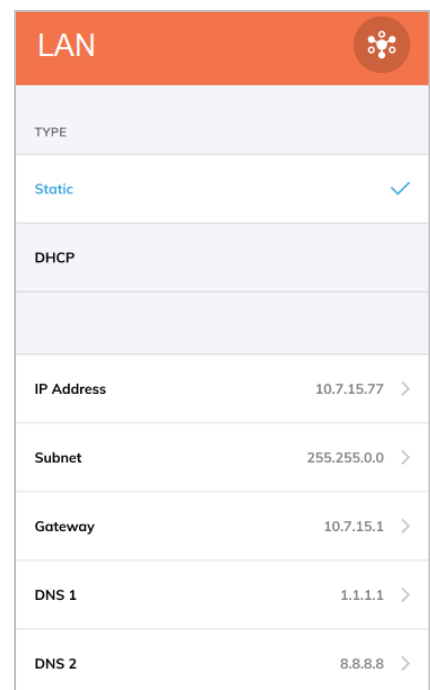 LAN
TYPE
Static
DHCP
IP Address 10.7.15.77
Subnet 255.255.0.0
Gateway 10.7.15.1
DNS 1 1.1.1.1
DNS 2 8.8.8.8